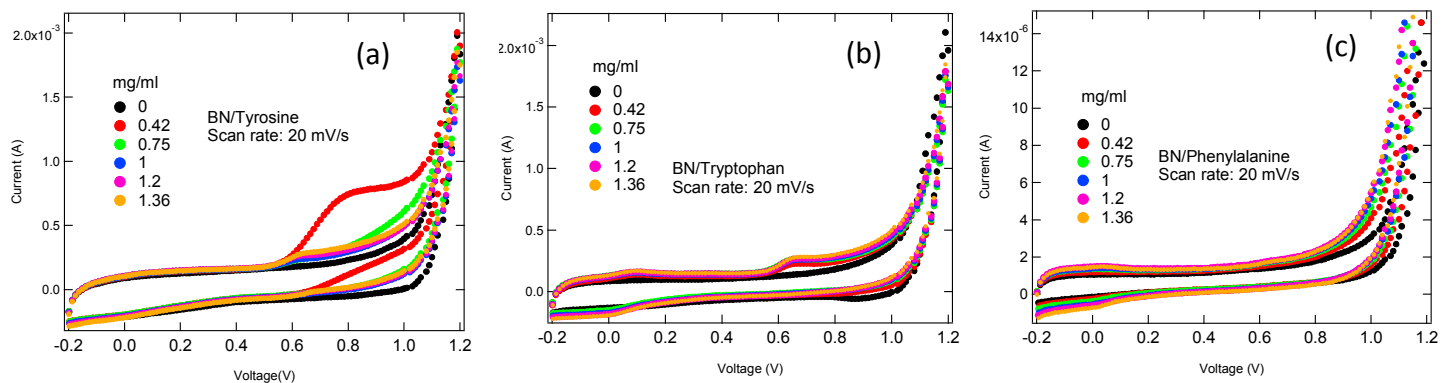 (a)
2.0x10-3
1.5
1.0
0.5
0.0
Current (A)
mg/ml
0
0.42
0.75
1
1.2
1.36
BN/Tyrosine
Scan rate: 20 mV/s
-0.2 0.0 0.2 0.4 0.6 0.8 1.0 1.2
Voltage(V)
(b)
2.0x10-3
1.5
1.0
0.5
0.0
Current (A)
mg/ml
0
0.42
0.75
1
1.2
1.36
BN/Tryptophan
Scan rate: 20 mV/s
-0.2 0.0 0.2 0.4 0.6 0.8 1.0 1.2
Voltage (V)
(c)
14x10-6
12
10
8
6
4
2
0
Current (A)
mg/ml
0
0.42
0.75
1
1.2
1.36
BN/Phenylalanine
Scan rate: 20 mV/s
-0.2 0.2 0.4 0.6 0.8 1.0 1.2
0.0
Voltage (V)